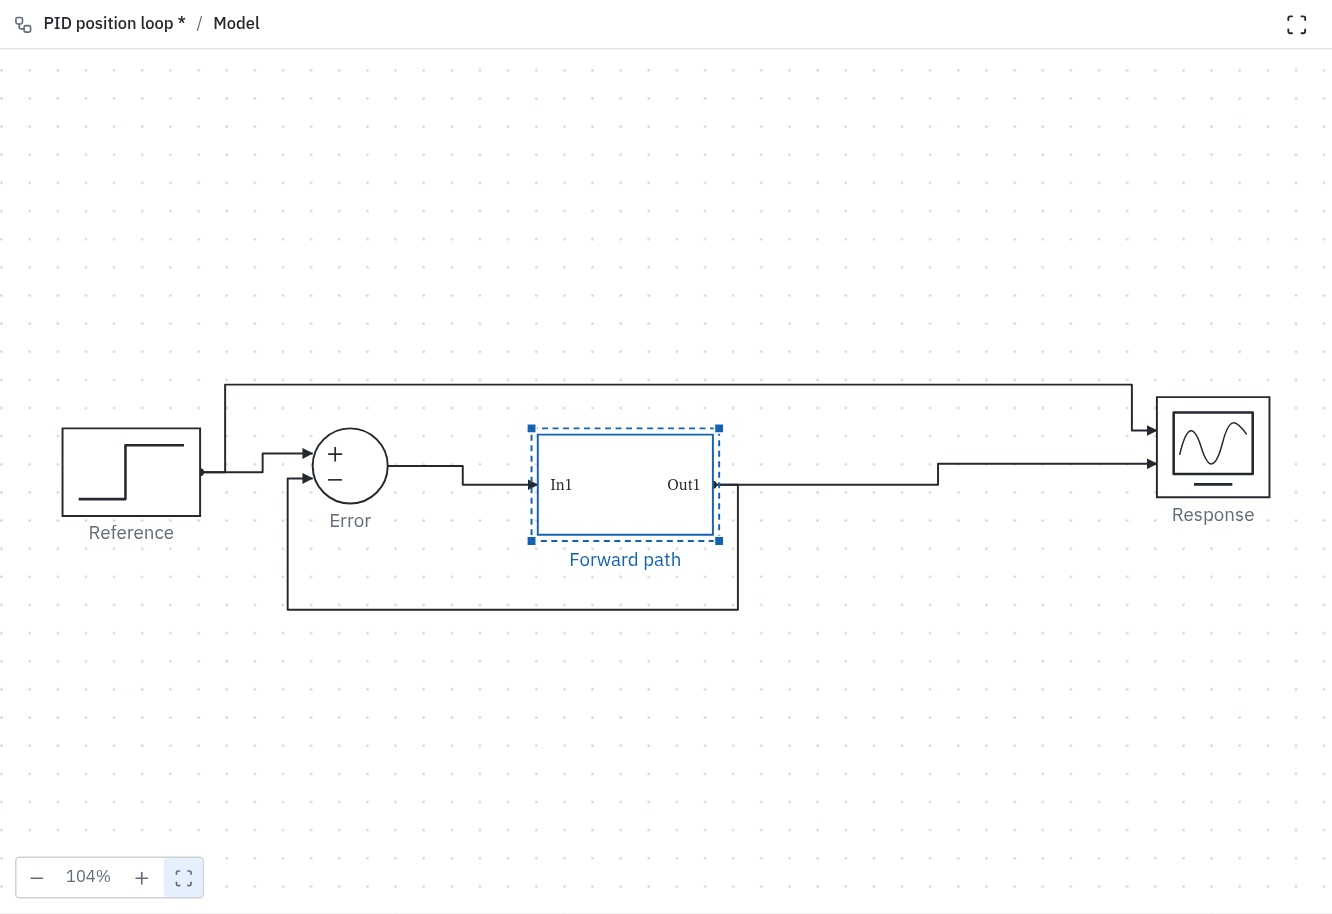 PID position loop * / Model
+
−
In1 Out1
Reference
Error
Forward path
Response
− 104% +